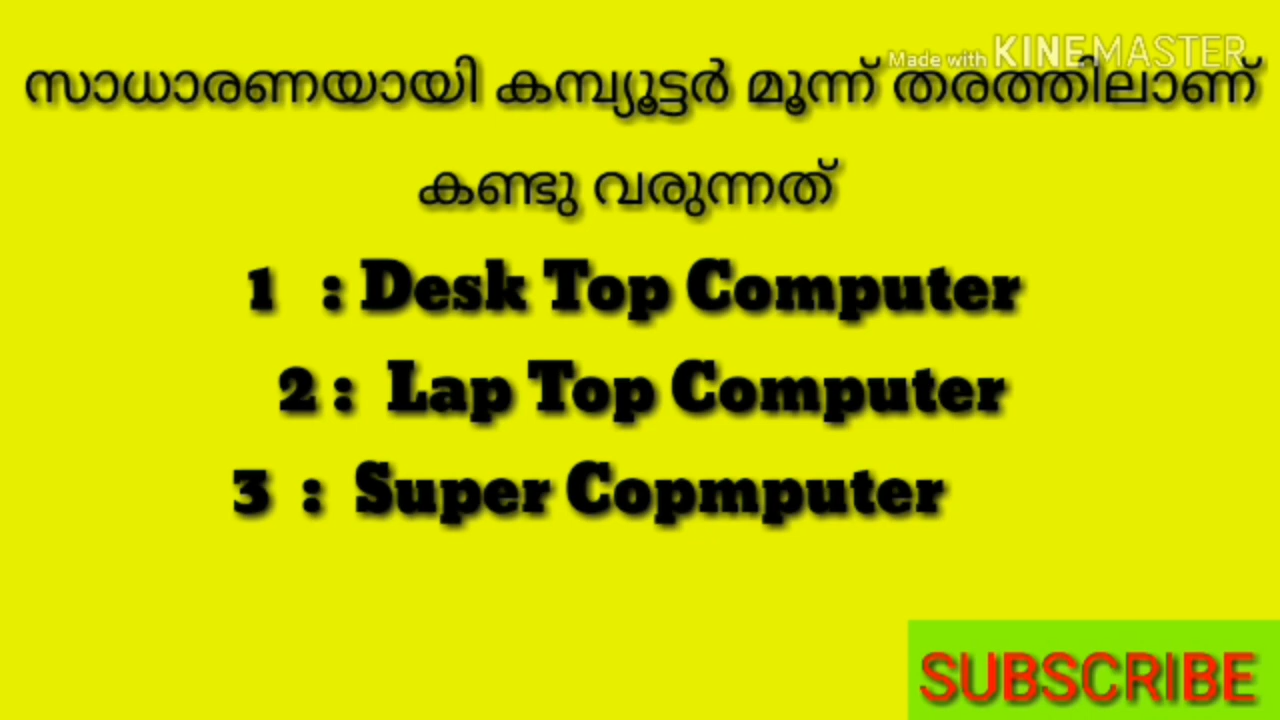 Made with KINEMASTER
സാധാരണയായി കമ്പ്യൂട്ടർ മൂന്ന് തരത്തിലാണ്
കണ്ടു വരുന്നത്
1 : Desk Top Computer
2 : Lap Top Computer
3 : Super Copmputer
SUBSCRIBE